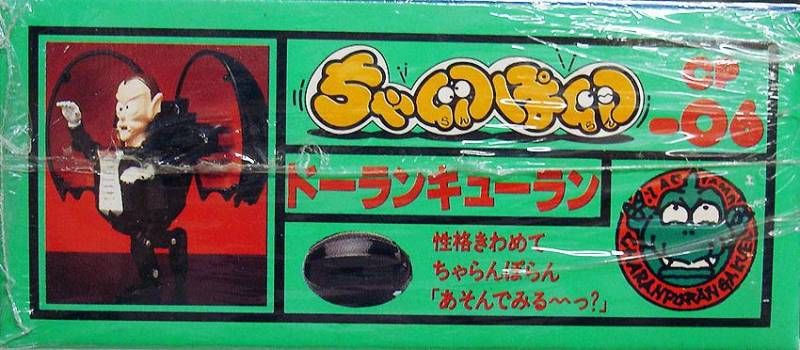 ちゃらんぽらん
CP
-06
ドーランキューラン
性格きわめて
ちゃらんぽらん
「あそんでみる〜っ?」